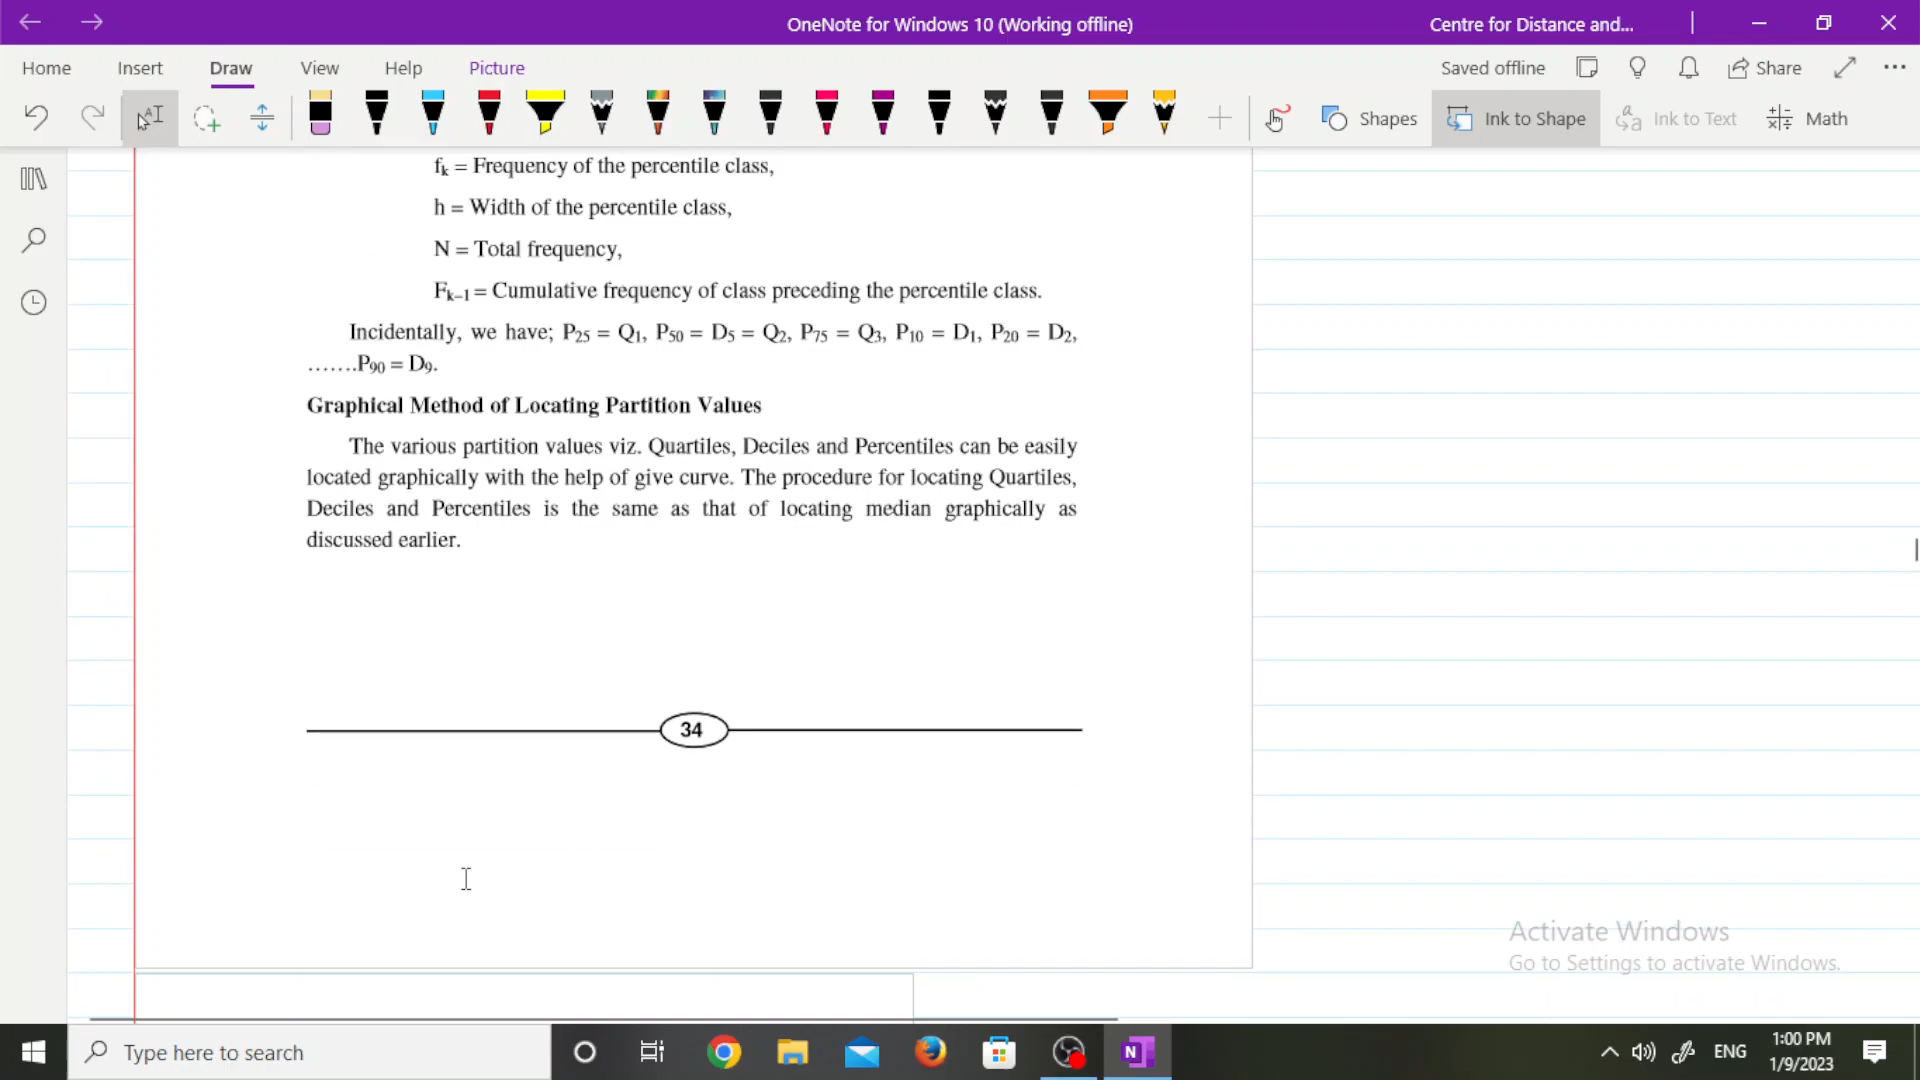 OneNote for Windows 10 (Working offline)
Centre for Distance and...
Home Insert Draw View Help Picture
Saved offline
Share
Shapes
Ink to Shape
Ink to Text
Math
fk = Frequency of the percentile class,
h = Width of the percentile class,
N = Total frequency,
Fk–1 = Cumulative frequency of class preceding the percentile class.
Incidentally, we have; P25 = Q1, P50 = D5 = Q2, P75 = Q3, P10 = D1, P20 = D2,
…….P90 = D9.
Graphical Method of Locating Partition Values
The various partition values viz. Quartiles, Deciles and Percentiles can be easily
located graphically with the help of give curve. The procedure for locating Quartiles,
Deciles and Percentiles is the same as that of locating median graphically as
discussed earlier.
34
Activate Windows
Go to Settings to activate Windows.
Type here to search
N
ENG
1:00 PM
1/9/2023